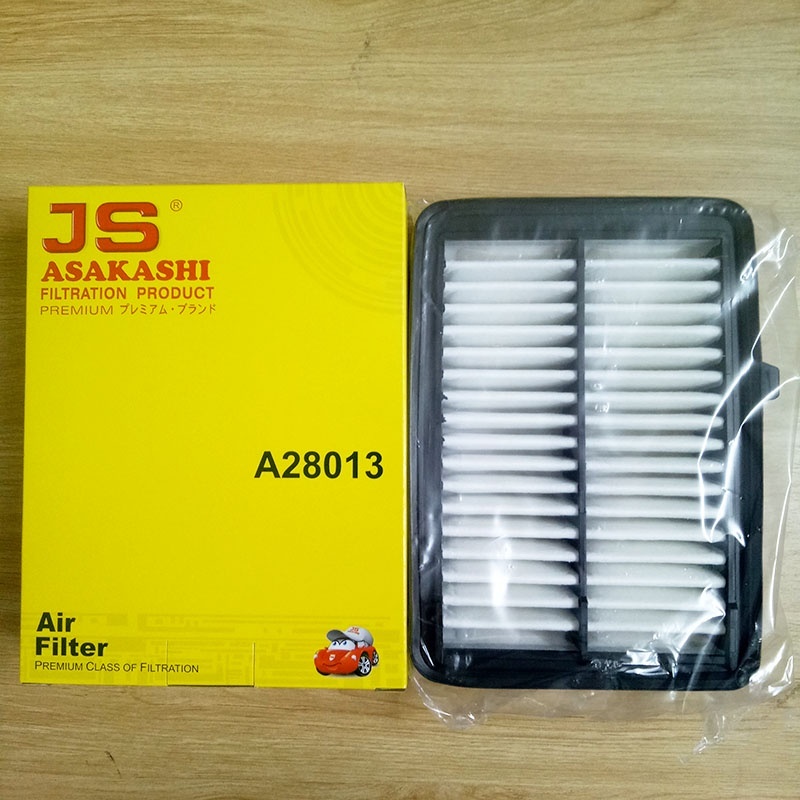 JS ®
ASAKASHI
FILTRATION PRODUCT
PREMIUM プレミアム・ブランド
A28013
Air
Filter
PREMIUM CLASS OF FILTRATION
JS